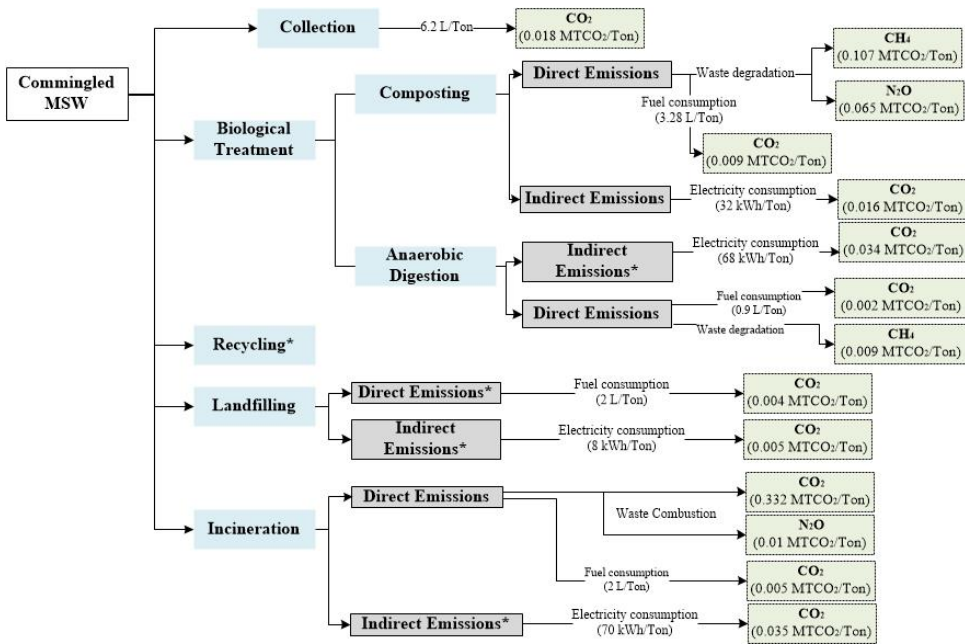 Commingled
MSW
Collection
6.2 L/Ton
CO₂
(0.018 MTCO₂/Ton)
Biological
Treatment
Composting
Direct Emissions
Waste degradation
CH₄
(0.107 MTCO₂/Ton)
N₂O
(0.065 MTCO₂/Ton)
Fuel consumption
(3.28 L/Ton)
CO₂
(0.009 MTCO₂/Ton)
Indirect Emissions
Electricity consumption
(32 kWh/Ton)
CO₂
(0.016 MTCO₂/Ton)
Anaerobic
Digestion
Indirect
Emissions*
Electricity consumption
(68 kWh/Ton)
CO₂
(0.034 MTCO₂/Ton)
Direct Emissions
Fuel consumption
(0.9 L/Ton)
CO₂
(0.002 MTCO₂/Ton)
Waste degradation
CH₄
(0.009 MTCO₂/Ton)
Recycling*
Landfilling
Direct Emissions*
Fuel consumption
(2 L/Ton)
CO₂
(0.004 MTCO₂/Ton)
Indirect
Emissions*
Electricity consumption
(8 kWh/Ton)
CO₂
(0.005 MTCO₂/Ton)
Incineration
Direct Emissions
Waste Combustion
CO₂
(0.332 MTCO₂/Ton)
N₂O
(0.01 MTCO₂/Ton)
Fuel consumption
(2 L/Ton)
CO₂
(0.005 MTCO₂/Ton)
Indirect Emissions*
Electricity consumption
(70 kWh/Ton)
CO₂
(0.035 MTCO₂/Ton)